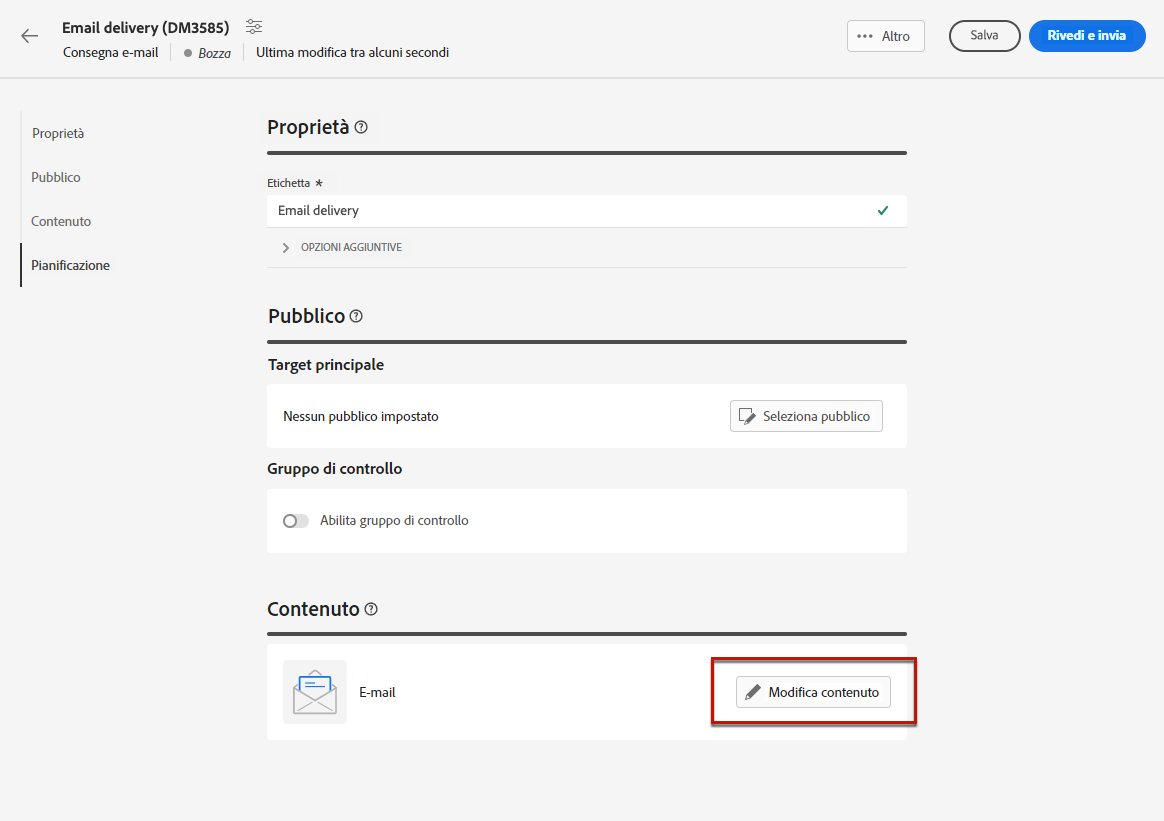 Email delivery (DM3585)
Consegna e-mail
Bozza
Ultima modifica tra alcuni secondi
Altro
Salva
Rivedi e invia
Proprietà
Pubblico
Contenuto
Pianificazione
Proprietà
Etichetta *
Email delivery
OPZIONI AGGIUNTIVE
Pubblico
Target principale
Nessun pubblico impostato
Seleziona pubblico
Gruppo di controllo
Abilita gruppo di controllo
Contenuto
E-mail
Modifica contenuto